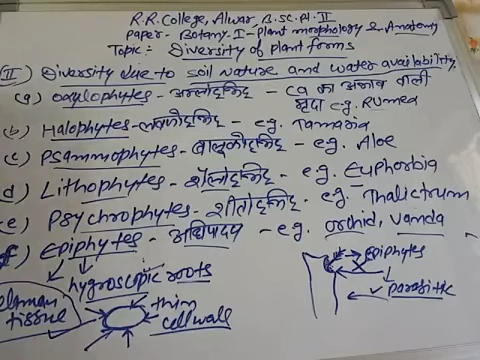 R.R. College, Alwar, B.Sc. Pt. II
Paper - Botany - I - Plant morphology & Anatomy
Topic:- Diversity of plant forms
(II) Diversity due to soil nature and water availability
(a) Oxylophytes - अम्लोद्भिद् - Ca का अभाव वाली
मृदा e.g. Rumex
(b) Halophytes - लवणोद्भिद् - e.g. Tamarix
(c) Psammophytes - बालुकोद्भिद् - e.g. Aloe
(d) Lithophytes - शैलोद्भिद् - e.g. Euphorbia
(e) Psychrophytes - शीतोद्भिद् - e.g. Thalictrum
(f) Epiphytes - अधिपादप - e.g. Orchid, Vanda
hygroscopic roots
tissue
thin
cell wall
epiphytes
parasitic